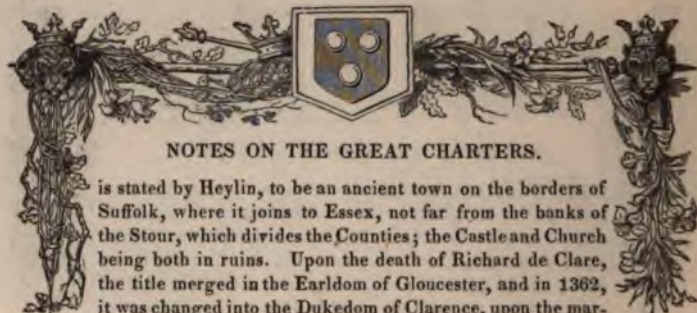 NOTES ON THE GREAT CHARTERS.
is stated by Heylin, to be an ancient town on the borders of
Suffolk, where it joins to Essex, not far from the banks of
the Stour, which divides the Counties; the Castle and Church
being both in ruins. Upon the death of Richard de Clare,
the title merged in the Earldom of Gloucester, and in 1362,
it was changed into the Dukedom of Clarence, upon the mar-